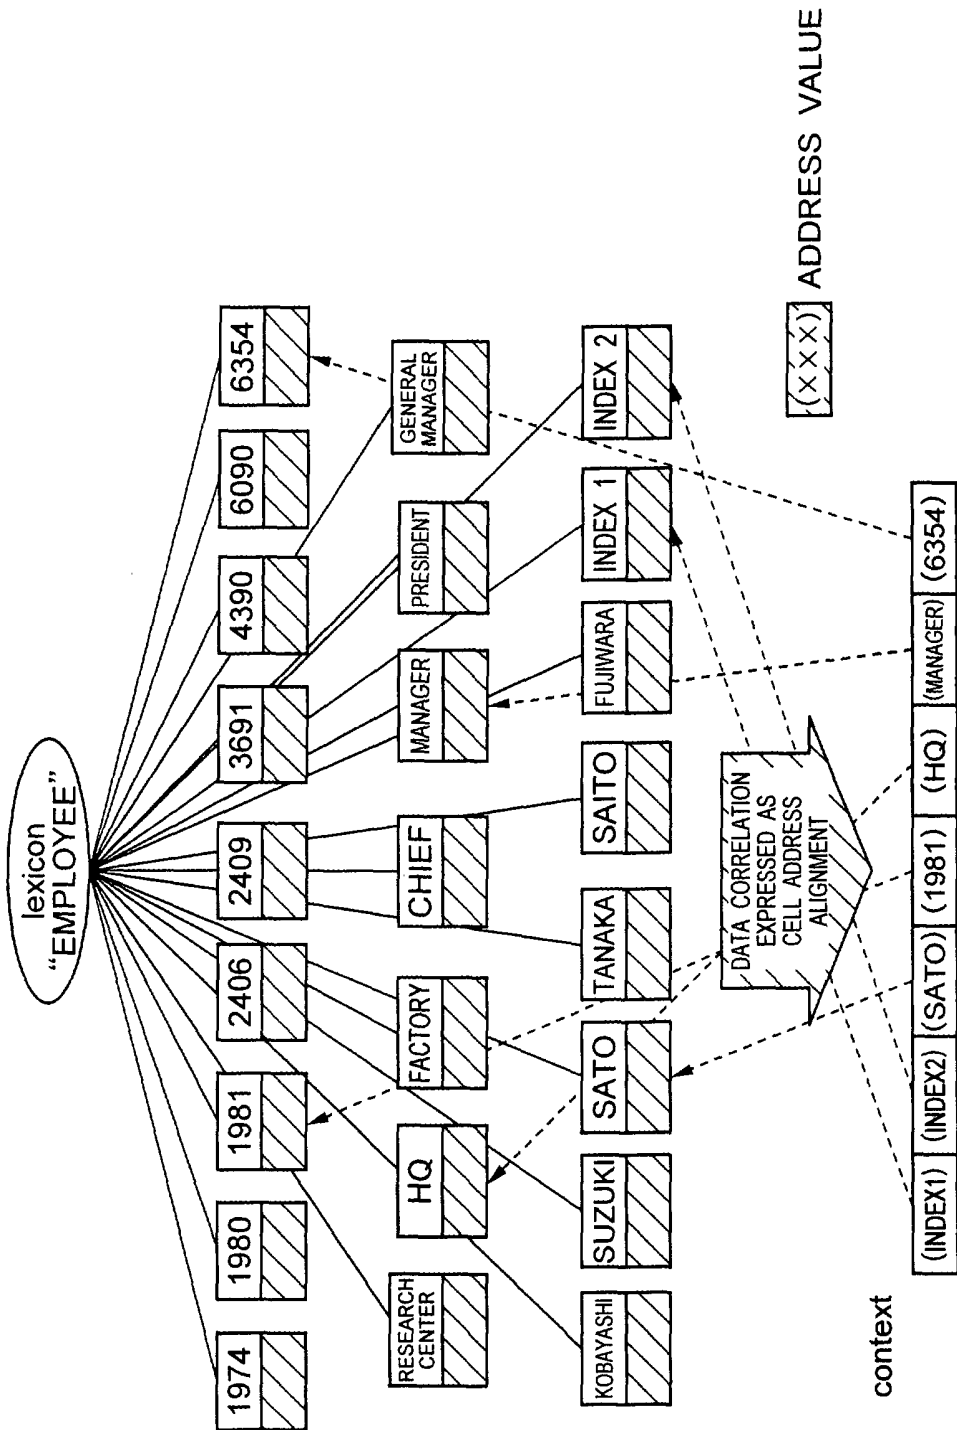 lexicon
“EMPLOYEE”
1974
1980
1981
2406
2409
3691
4390
6090
6354
RESEARCH
CENTER
HQ
FACTORY
CHIEF
MANAGER
PRESIDENT
GENERAL
MANAGER
KOBAYASHI
SUZUKI
SATO
TANAKA
SAITO
FUJIWARA
INDEX 1
INDEX 2
DATA CORRELATION
EXPRESSED AS
CELL ADDRESS
ALIGNMENT
(×××) ADDRESS VALUE
context
(INDEX1) (INDEX2) (SATO) (1981) (HQ) (MANAGER) (6354)